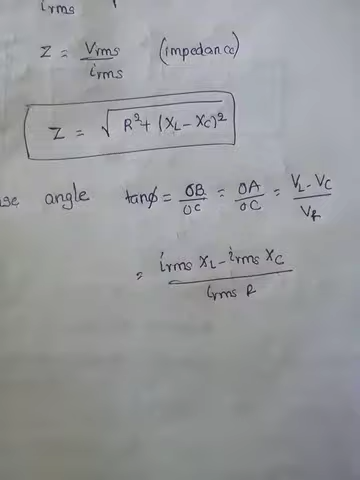 irms
Z = Vrms / irms (impedance)
Z = √R² + (XL - XC)²
angle tanφ = OB/OC = OA/OC = VL - VC / VR
= irms XL - irms XC / irms R